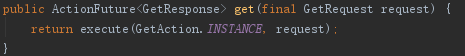 public ActionFuture<GetResponse> get(final GetRequest request) {
    return execute(GetAction.INSTANCE, request);
}